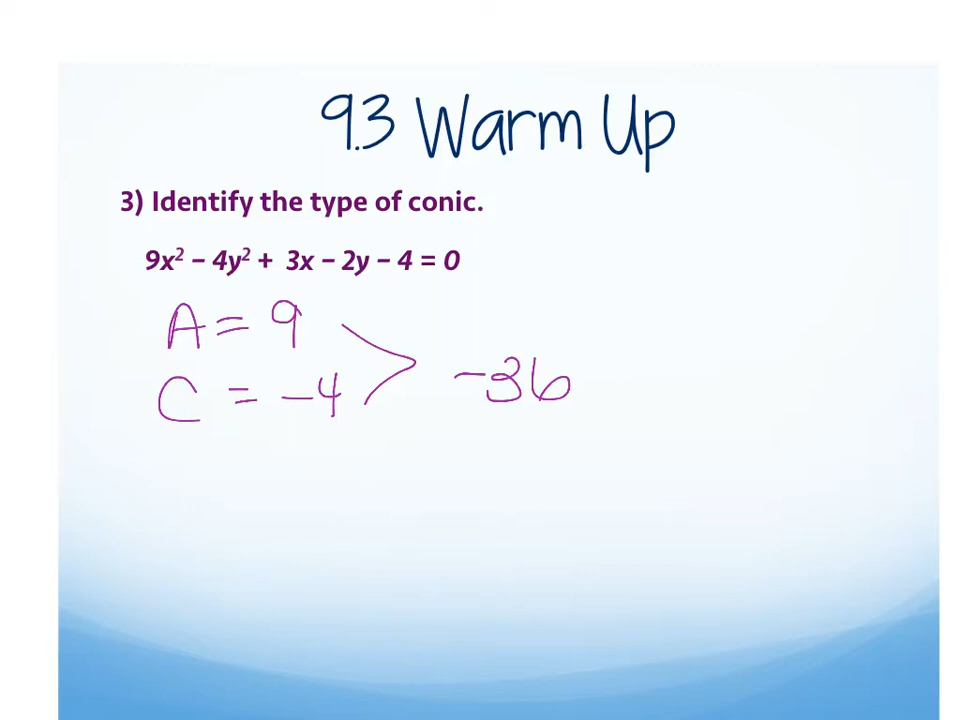 9.3 Warm Up
3) Identify the type of conic.
9x² − 4y² + 3x − 2y − 4 = 0
A = 9
C = -4
-36